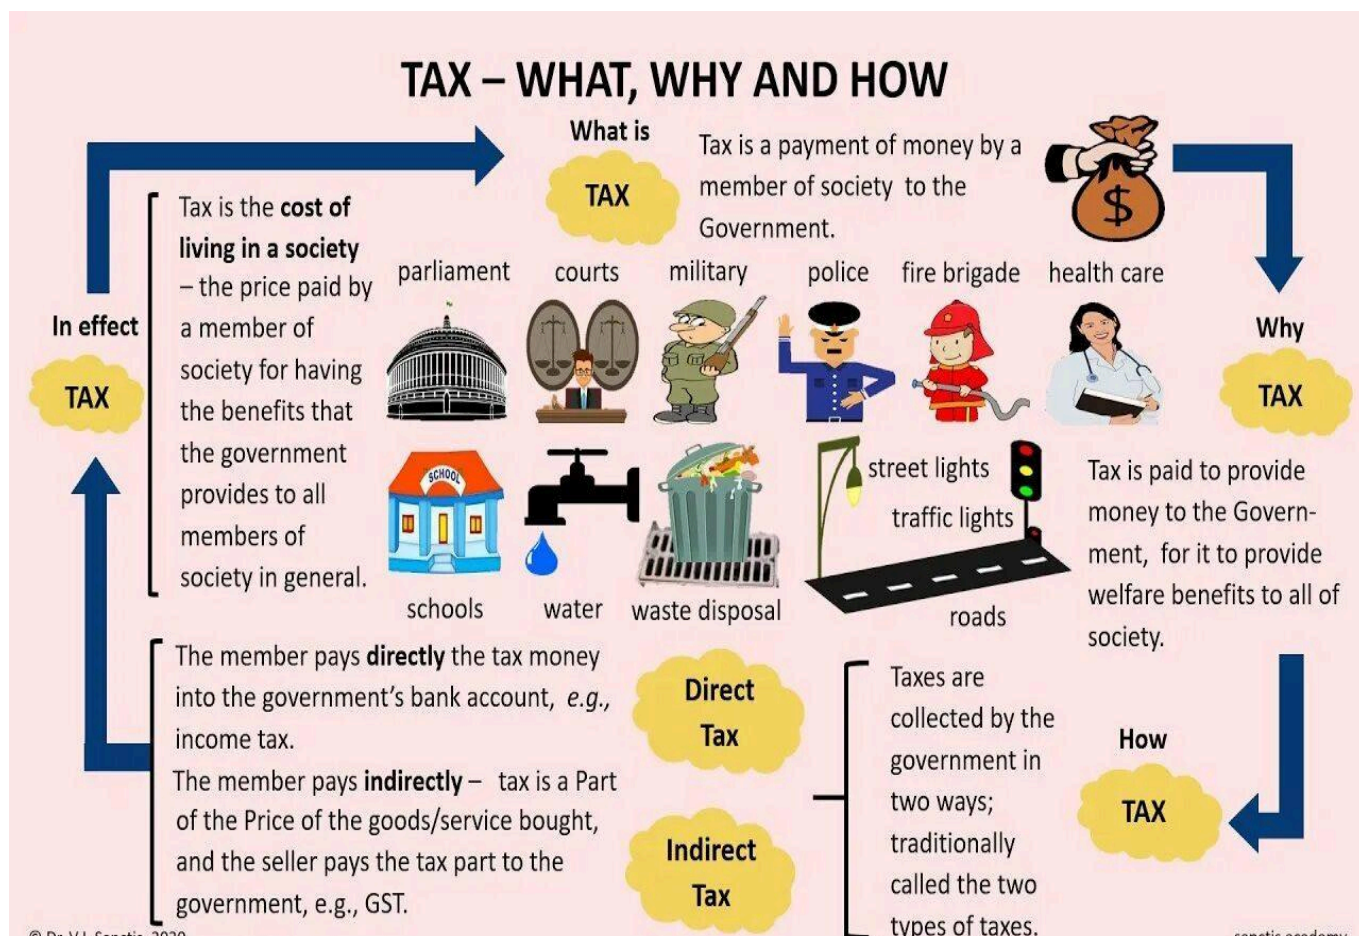 TAX – WHAT, WHY AND HOW
What is
TAX
Tax is a payment of money by a
member of society to the
Government.
$
Why
TAX
Tax is paid to provide
money to the Govern-
ment, for it to provide
welfare benefits to all of
society.
parliament
courts
military
police
fire brigade
health care
SCHOOL
street lights
traffic lights
schools
water
waste disposal
roads
How
TAX
Taxes are
collected by the
government in
two ways;
traditionally
called the two
types of taxes.
Direct
Tax
Indirect
Tax
The member pays directly the tax money
into the government's bank account, e.g.,
income tax.
The member pays indirectly – tax is a Part
of the Price of the goods/service bought,
and the seller pays the tax part to the
government, e.g., GST.
In effect
TAX
Tax is the cost of
living in a society
– the price paid by
a member of
society for having
the benefits that
the government
provides to all
members of
society in general.